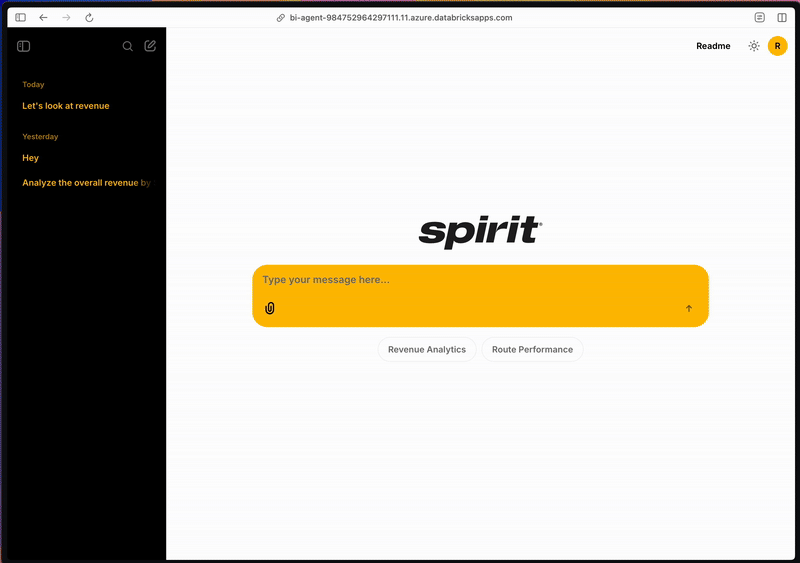 bi-agent-984752964297111.11.azure.databricksapps.com
Readme
R
Today
Let's look at revenue
Yesterday
Hey
Analyze the overall revenue by
spirit
Type your message here...
Revenue Analytics
Route Performance